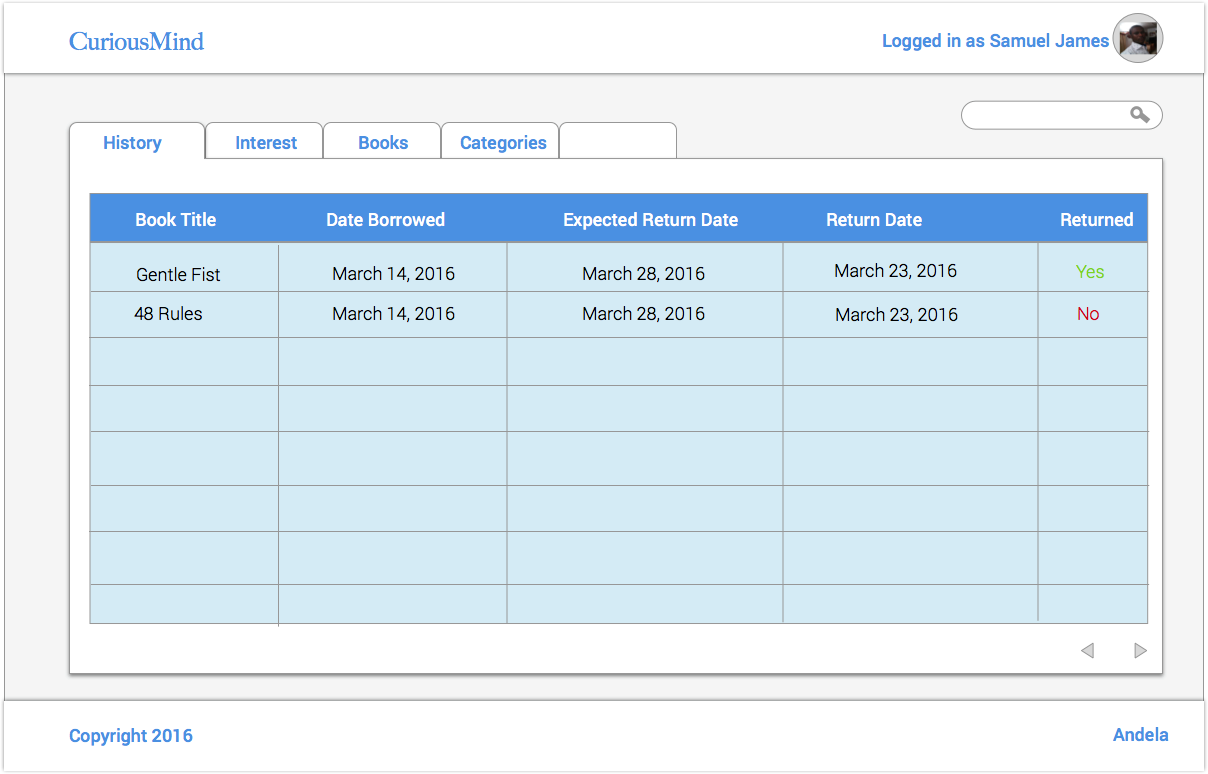 CuriousMind
Logged in as Samuel James
History Interest Books Categories
Book Title Date Borrowed Expected Return Date Return Date Returned
Gentle Fist March 14, 2016 March 28, 2016 March 23, 2016 Yes
48 Rules March 14, 2016 March 28, 2016 March 23, 2016 No
Copyright 2016 Andela